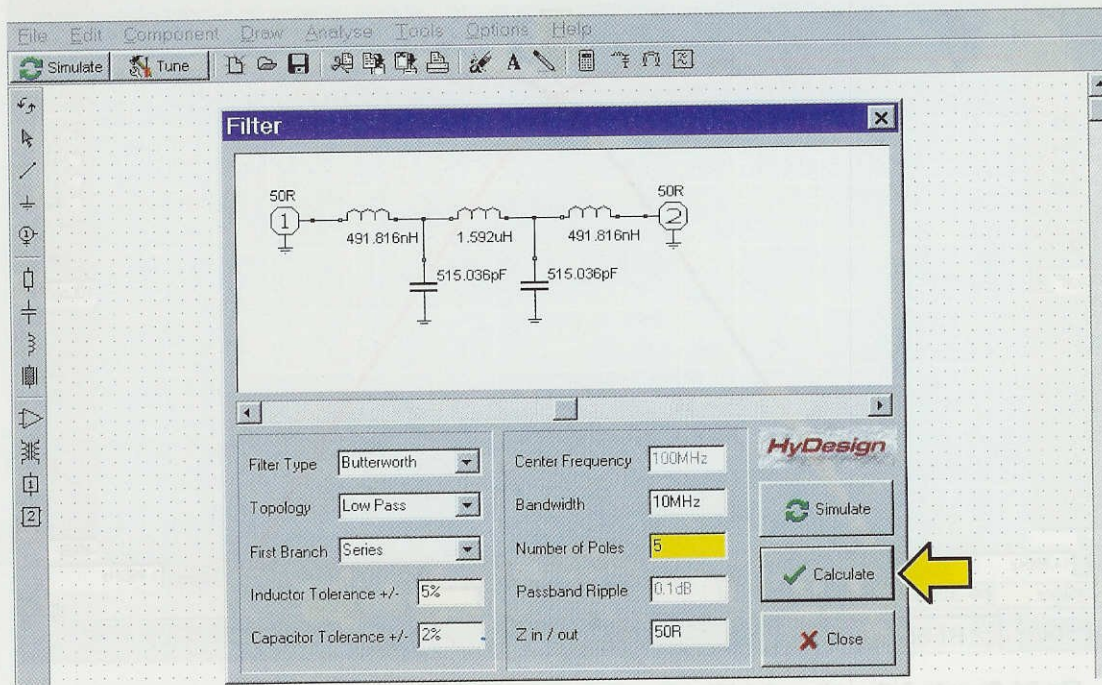 File Edit Component Draw Analyse Tools Options Help
Simulate Tune A
Filter
50R
50R
1
2
491.816nH
1.592uH
491.816nH
515.036pF
515.036pF
1
1
2
Filter Type Butterworth
Topology Low Pass
First Branch Series
Inductor Tolerance +/- 5%
Capacitor Tolerance +/- 2%
Center Frequency 100MHz
Bandwidth 10MHz
Number of Poles 5
Passband Ripple 0.1dB
Z in / out 50R
HyDesign
Simulate
Calculate
Close